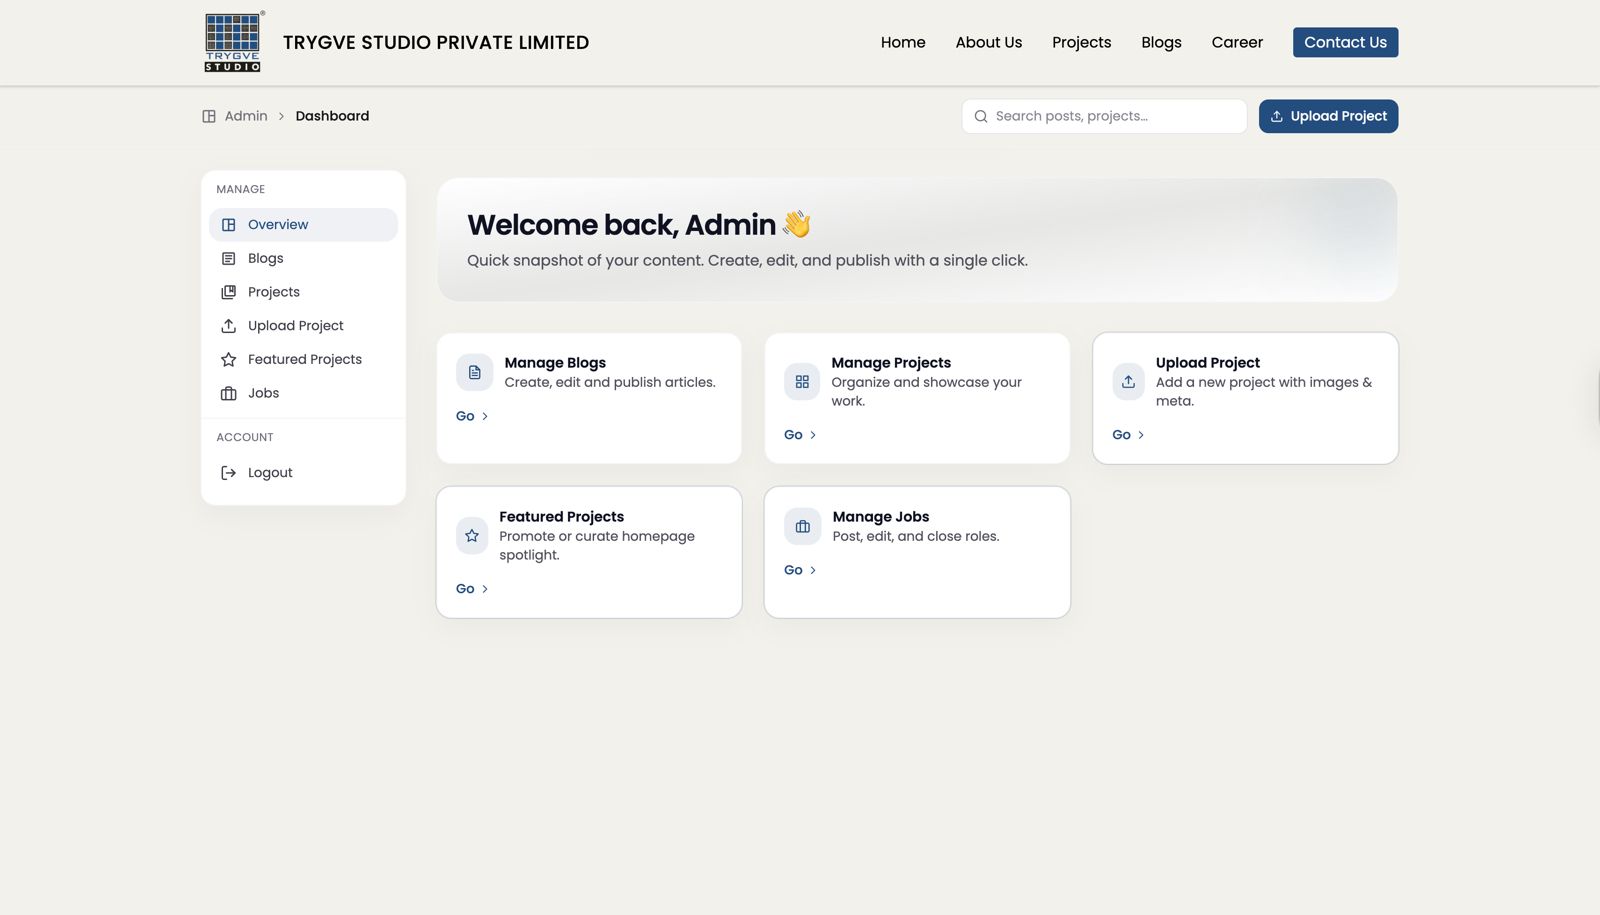 TRYGVE
STUDIO
®
TRYGVE STUDIO PRIVATE LIMITED
Home
About Us
Projects
Blogs
Career
Contact Us
Admin
Dashboard
Search posts, projects...
Upload Project
MANAGE
Overview
Blogs
Projects
Upload Project
Featured Projects
Jobs
ACCOUNT
Logout
Welcome back, Admin 👋
Quick snapshot of your content. Create, edit, and publish with a single click.
Manage Blogs
Create, edit and publish articles.
Go
Manage Projects
Organize and showcase your
work.
Go
Upload Project
Add a new project with images &
meta.
Go
Featured Projects
Promote or curate homepage
spotlight.
Go
Manage Jobs
Post, edit, and close roles.
Go